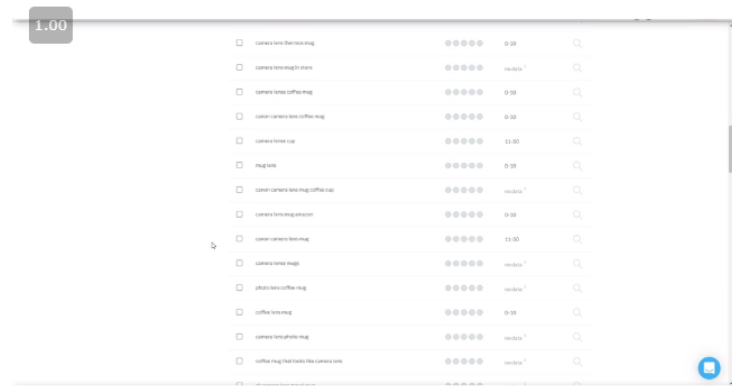 1.00
camera lens thermos mug 0-10
camera lens mug in store no data
camera lense coffee mug 0-10
canon camera lens coffee mug 0-10
camera lense cup 11-50
mug lens 0-10
canon camera lens mug coffee cup no data
camera lens mug amazon 0-10
canon camera lens mug 11-50
camera lense mugs no data
photo lens coffee mug no data
coffee lens mug 0-10
camera lens photo mug no data
coffee mug that looks like camera lens no data